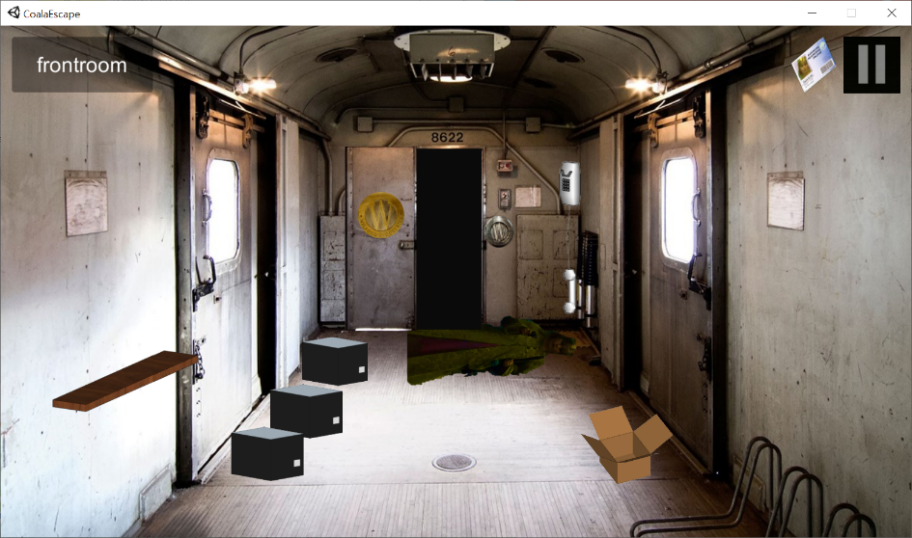 CoalaEscape
frontroom
8622
W
W